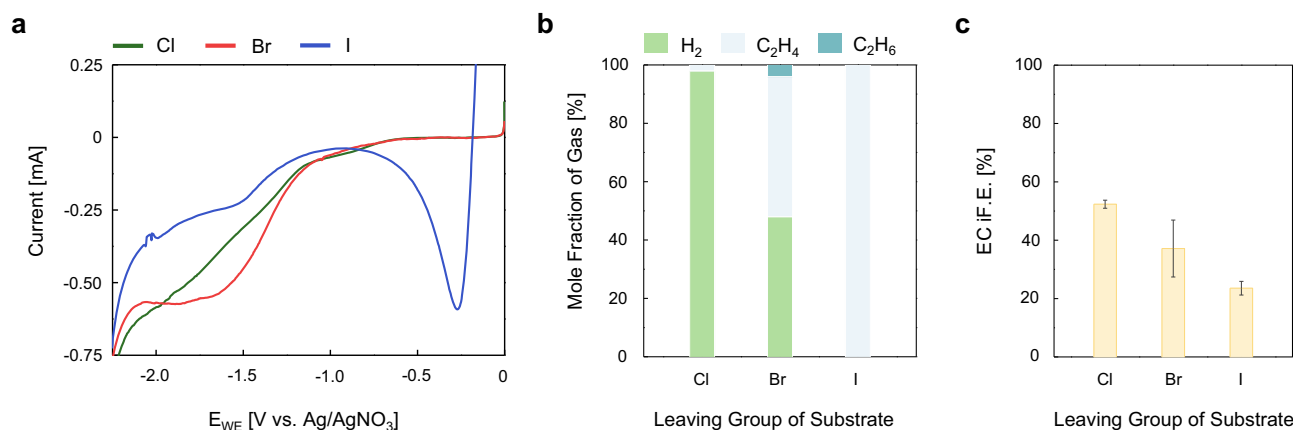 a
Cl Br I
0.25
0
-0.25
-0.50
-0.75
Current [mA]
-2.0 -1.5 -1.0 -0.5 0
E_WE [V vs. Ag/AgNO₃]
b
H₂ C₂H₄ C₂H₆
100
80
60
40
20
0
Mole Fraction of Gas [%]
Cl Br I
Leaving Group of Substrate
c
100
80
60
40
20
0
EC iF.E. [%]
Cl Br I
Leaving Group of Substrate